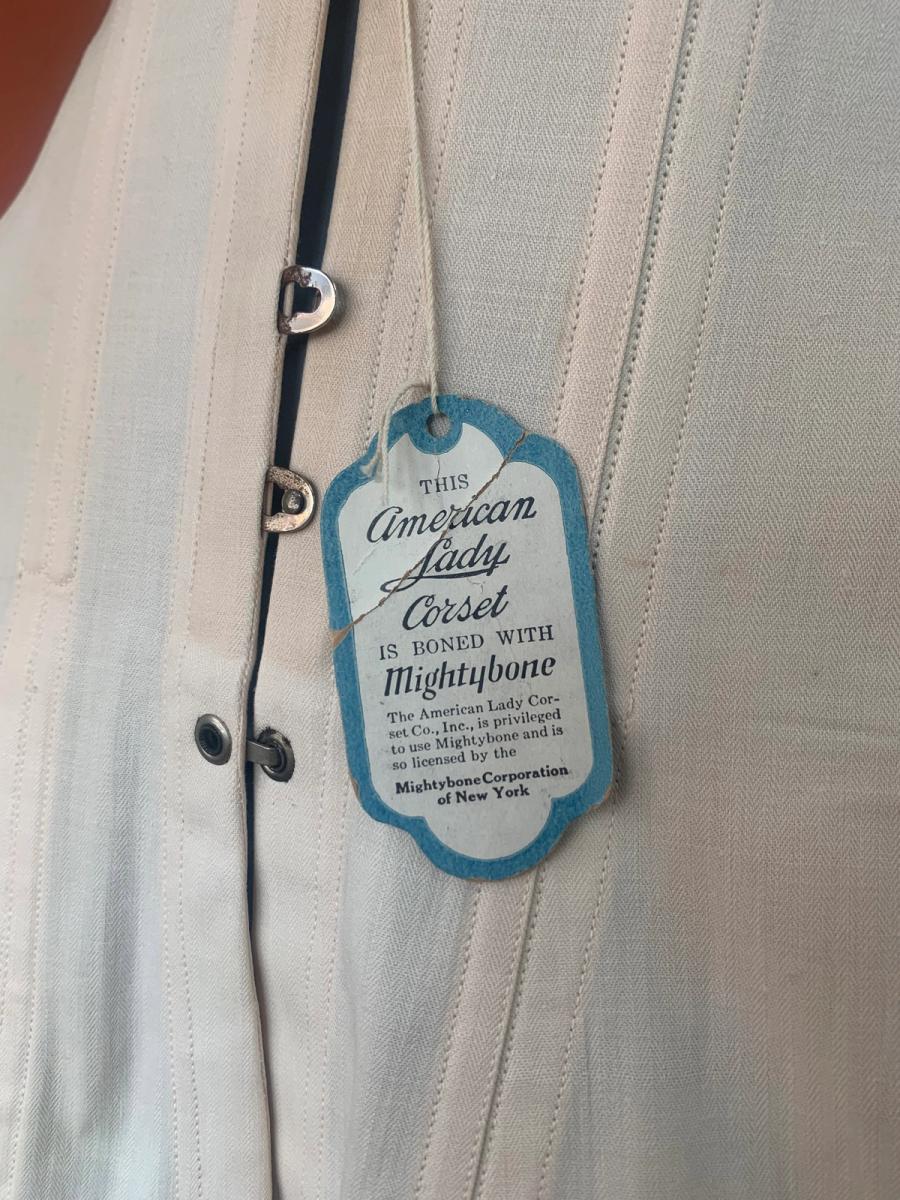 THIS
American
Lady
Corset
IS BONED WITH
Mightybone
The American Lady Cor-
set Co., Inc., is privileged
to use Mightybone and is
so licensed by the
Mightybone Corporation
of New York